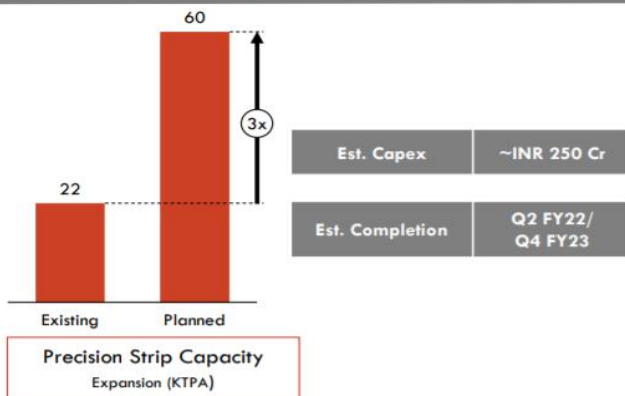 60
3x
22
Existing
Planned
Precision Strip Capacity
Expansion (KTPA)
Est. Capex
~INR 250 Cr
Est. Completion
Q2 FY22/
Q4 FY23